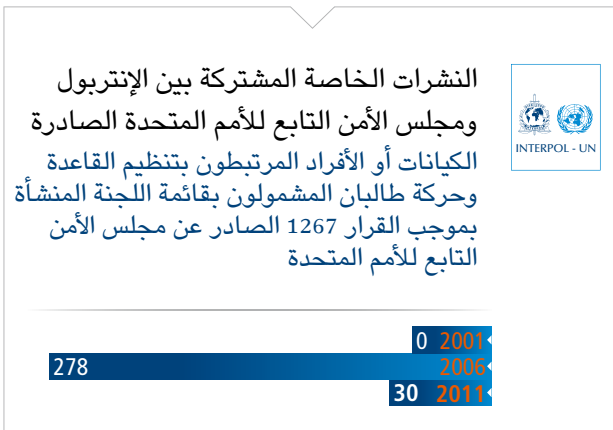 النشرات الخاصة المشتركة بين الإنتربول
ومجلس الأمن التابع للأمم المتحدة الصادرة
الكيانات أو الأفراد المرتبطون بتنظيم القاعدة
وحركة طالبان المشمولون بقائمة اللجنة المنشأة
بموجب القرار 1267 الصادر عن مجلس الأمن
التابع للأمم المتحدة
INTERPOL - UN
2001 0
2006 278
2011 30